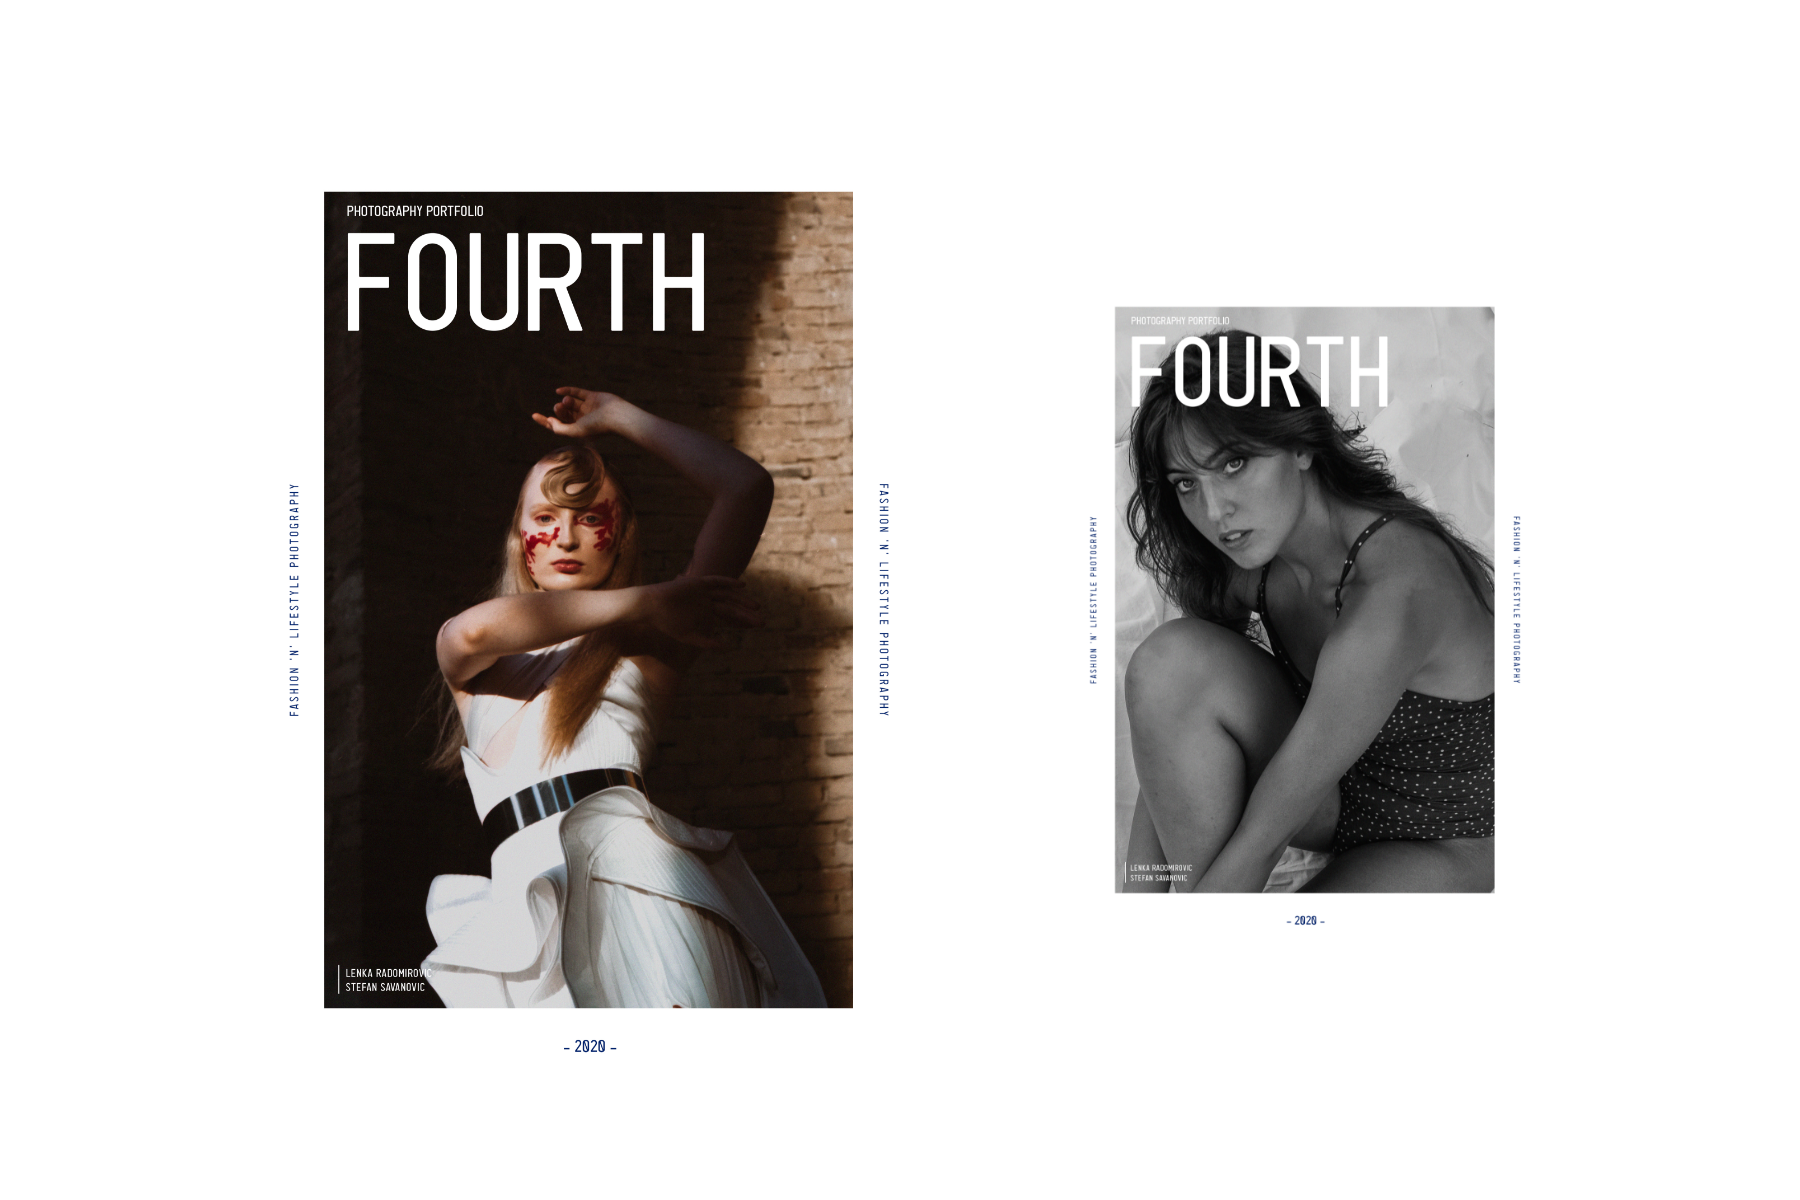 PHOTOGRAPHY PORTFOLIO
FOURTH
FASHION 'N' LIFESTYLE PHOTOGRAPHY
FASHION 'N' LIFESTYLE PHOTOGRAPHY
LENKA RADOMIROVIC
STEFAN SAVANOVIC
– 2020 –
PHOTOGRAPHY PORTFOLIO
FOURTH
FASHION 'N' LIFESTYLE PHOTOGRAPHY
FASHION 'N' LIFESTYLE PHOTOGRAPHY
LENKA RADOMIROVIC
STEFAN SAVANOVIC
– 2020 –